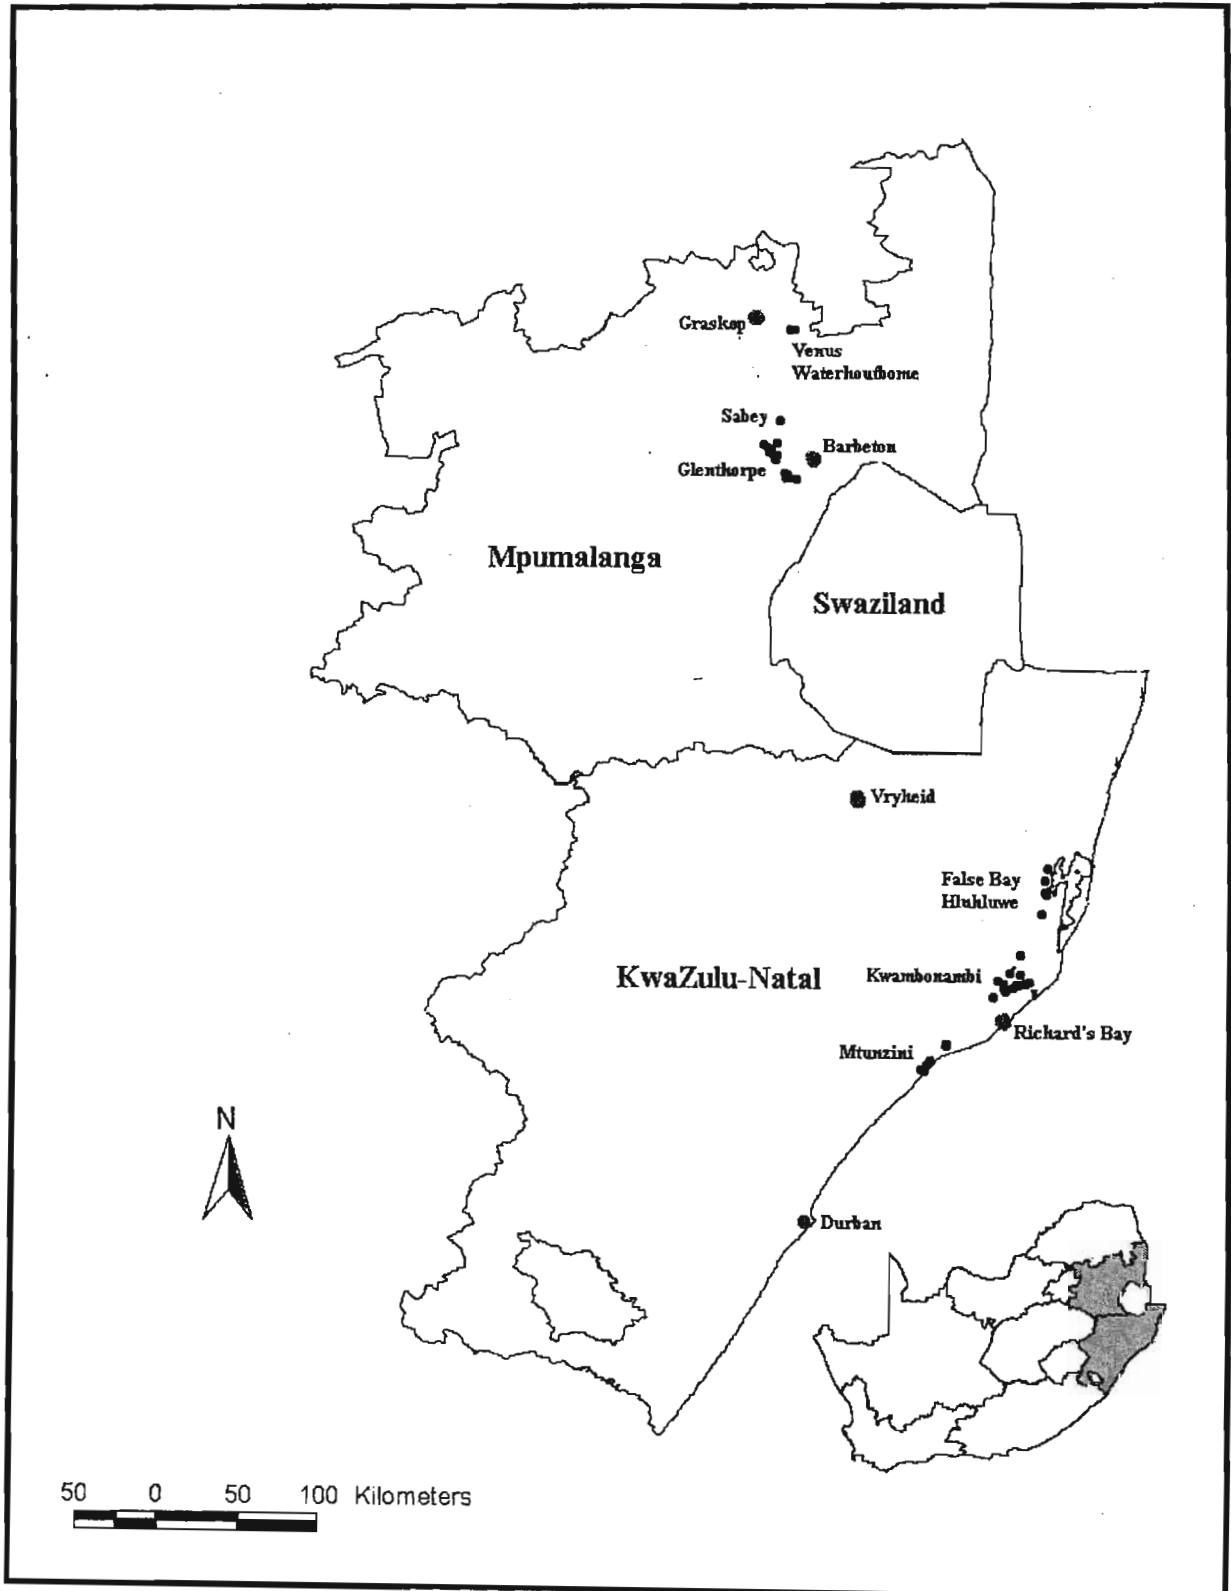 Graskop
Venus
Waterhoutbome
Sabey
Barbeton
Glenthorpe
Mpumalanga
Swaziland
Vryheid
False Bay
Hluhluwe
KwaZulu-Natal
Kwambonambi
Richard's Bay
Mtunzini
N
Durban
50 0 50 100 Kilometers